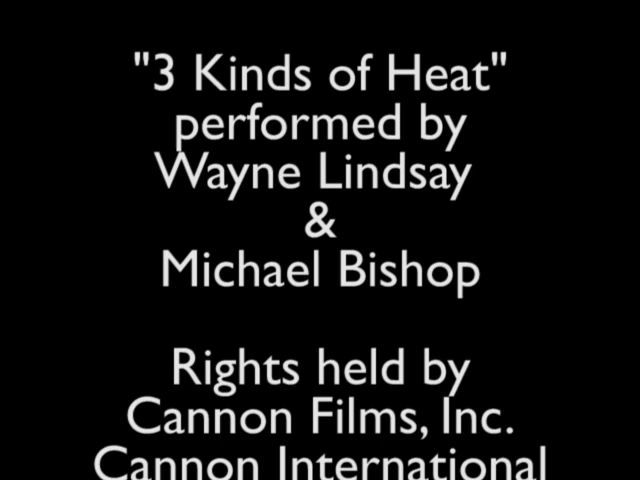 "3 Kinds of Heat"
performed by
Wayne Lindsay
&
Michael Bishop
Rights held by
Cannon Films, Inc.
Cannon International